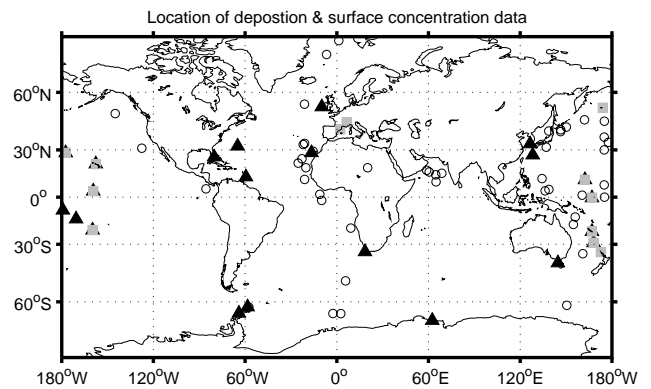 Location of depostion & surface concentration data
60°N
30°N
0°
30°S
60°S
180°W 120°W 60°W 0° 60°E 120°E 180°W